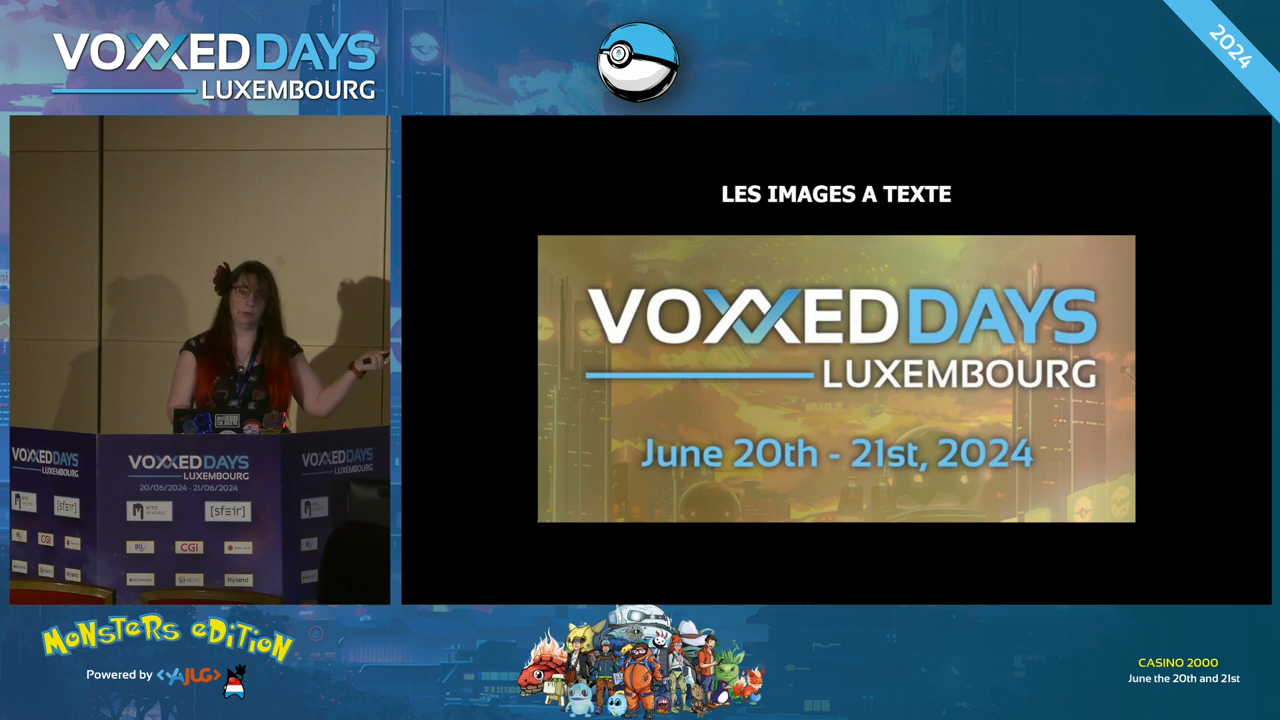 VOXXED DAYS
LUXEMBOURG
2024
LES IMAGES A TEXTE
VOXXED DAYS
LUXEMBOURG
June 20th - 21st, 2024
VOXXED DAYS
LUXEMBOURG
VOXXED DAYS
LUXEMBOURG
20/06/2024 - 21/06/2024
VOXXED DAYS
LUXEMBOURG
[sfeir]
[sfeir]
CGI
CGI
Hyland
MONSTERS EDITION
Powered by <YAJUG>
CASINO 2000
June the 20th and 21st